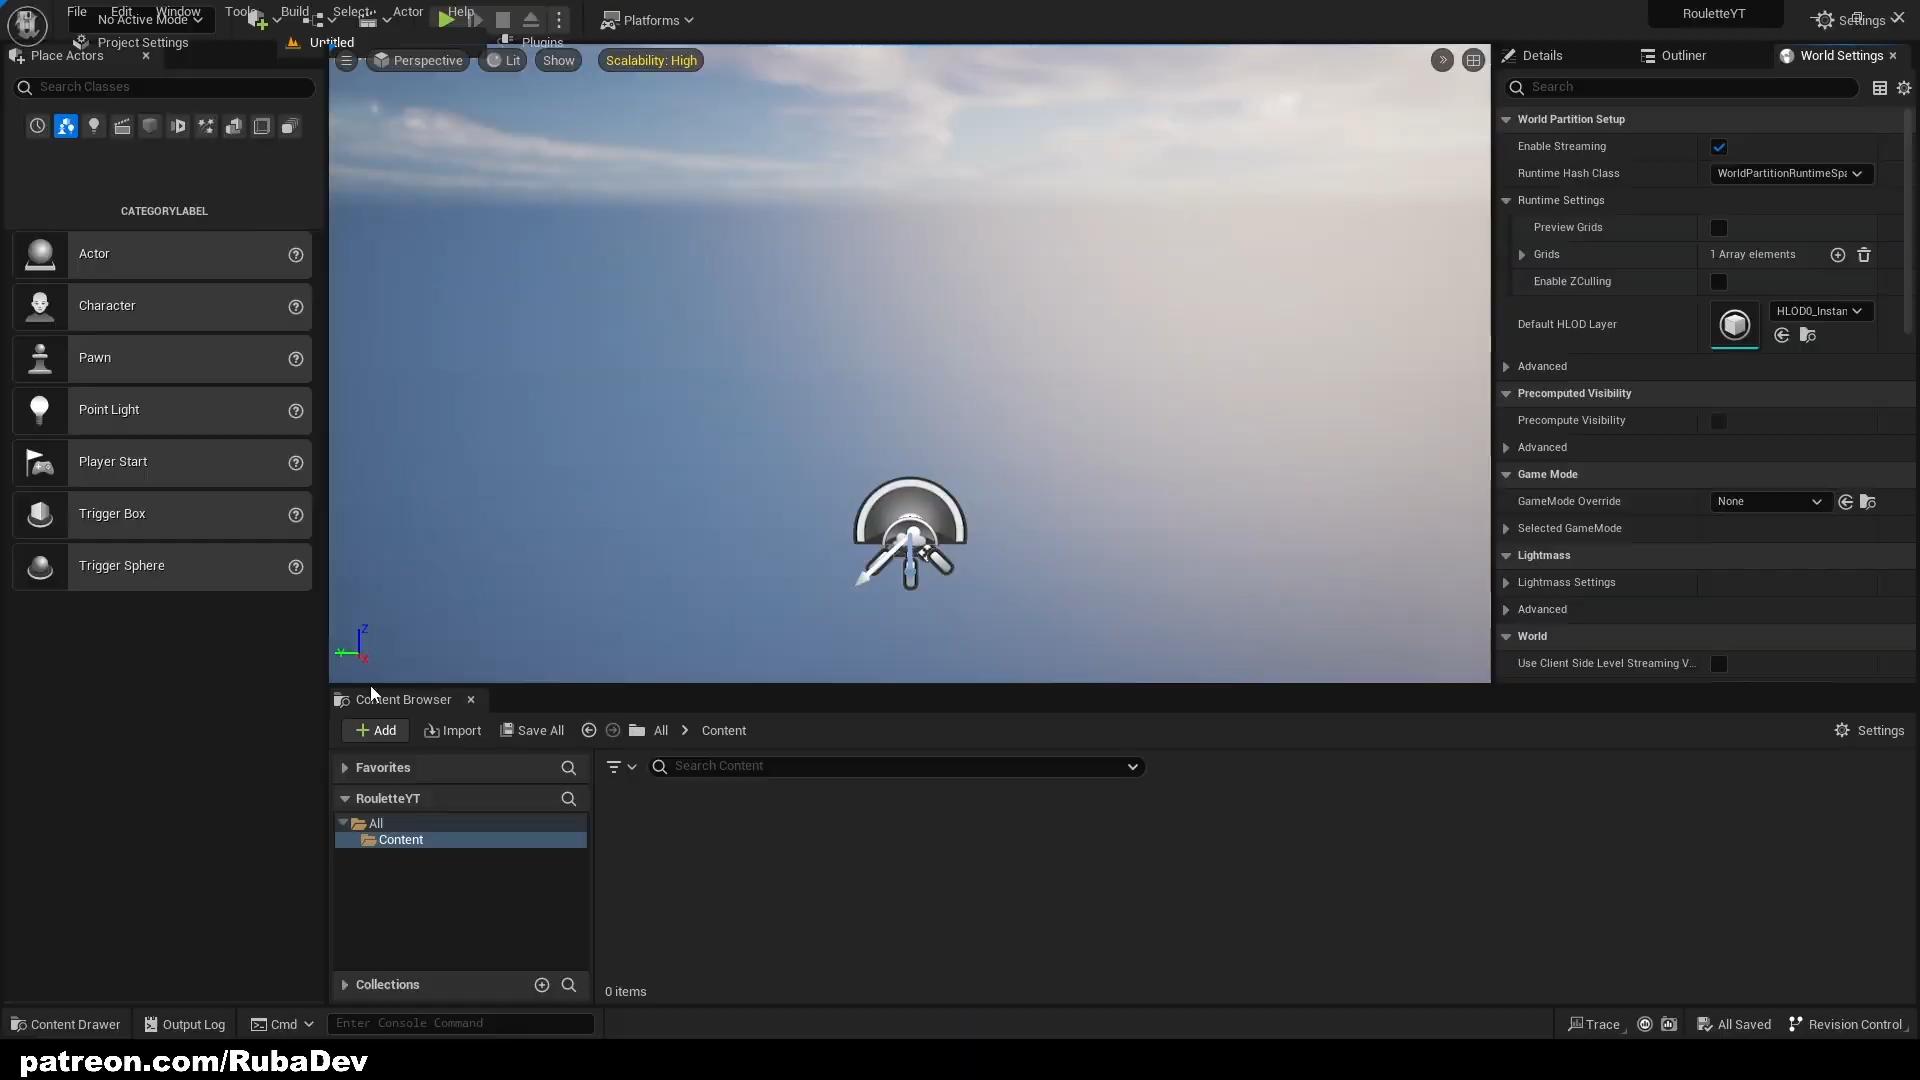 File Edit Window Tools Build Select Actor Help
No Active Mode
Platforms
RouletteYT
Settings
Project Settings
Untitled
Plugins
Place Actors
Search Classes
CATEGORYLABEL
Actor
Character
Pawn
Point Light
Player Start
Trigger Box
Trigger Sphere
Perspective
Lit
Show
Scalability: High
Z
Y
X
Details
Outliner
World Settings
Search
World Partition Setup
Enable Streaming
Runtime Hash Class
WorldPartitionRuntimeSpa
Runtime Settings
Preview Grids
Grids
1 Array elements
Enable ZCulling
Default HLOD Layer
HLOD0_Instan
Advanced
Precomputed Visibility
Precompute Visibility
Advanced
Game Mode
GameMode Override
None
Selected GameMode
Lightmass
Lightmass Settings
Advanced
World
Use Client Side Level Streaming V...
Content Browser
Add
Import
Save All
All
Content
Settings
Favorites
Search Content
RouletteYT
All
Content
Collections
0 items
Content Drawer
Output Log
Cmd
Enter Console Command
Trace
All Saved
Revision Control
patreon.com/RubaDev